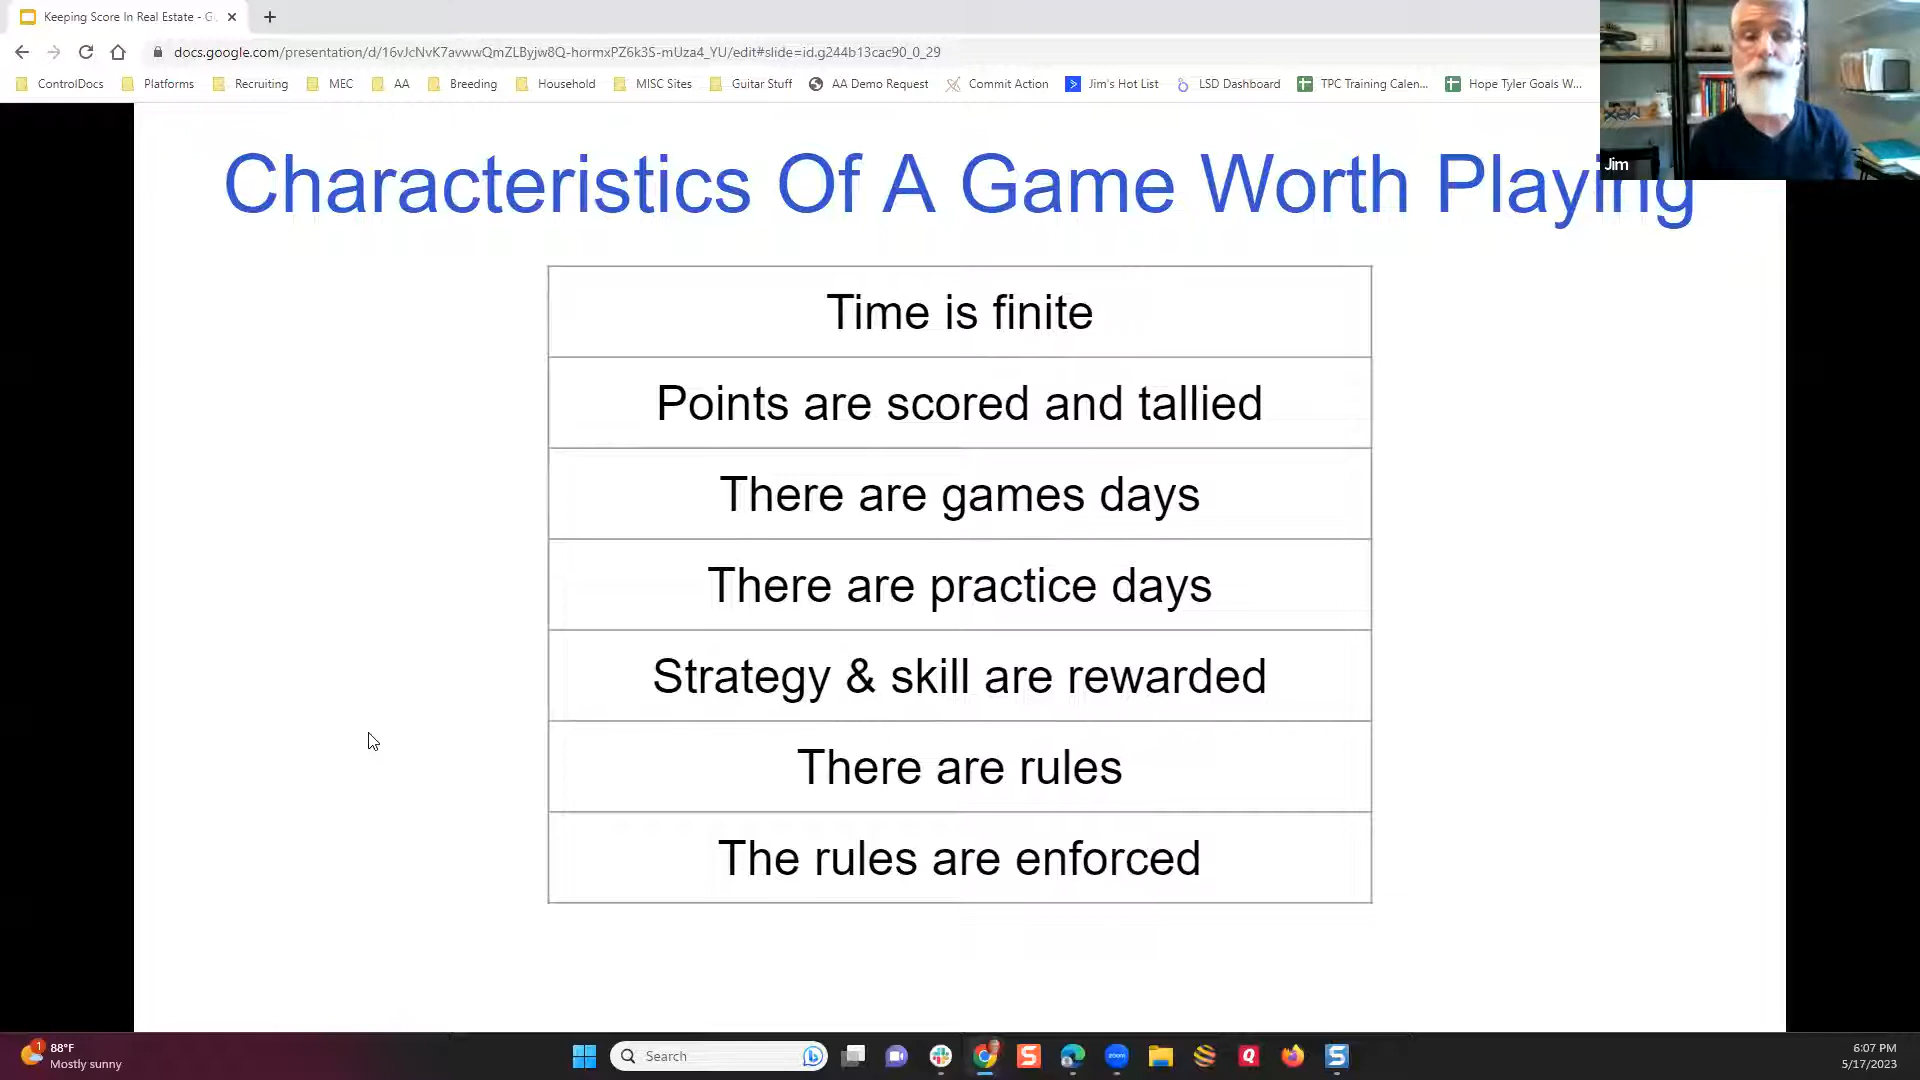 Keeping Score In Real Estate - G
docs.google.com/presentation/d/16vJcNvK7avwwQmZLByjw8Q-hormxPZ6k3S-mUza4_YU/edit#slide=id.g244b13cac90_0_29
ControlDocs Platforms Recruiting MEC AA Breeding Household MISC Sites Guitar Stuff AA Demo Request Commit Action Jim's Hot List LSD Dashboard TPC Training Calen... Hope Tyler Goals W...
Jim
Characteristics Of A Game Worth Playing
Time is finite
Points are scored and tallied
There are games days
There are practice days
Strategy & skill are rewarded
There are rules
The rules are enforced
88°F
Mostly sunny
Search
zoom
6:07 PM
5/17/2023